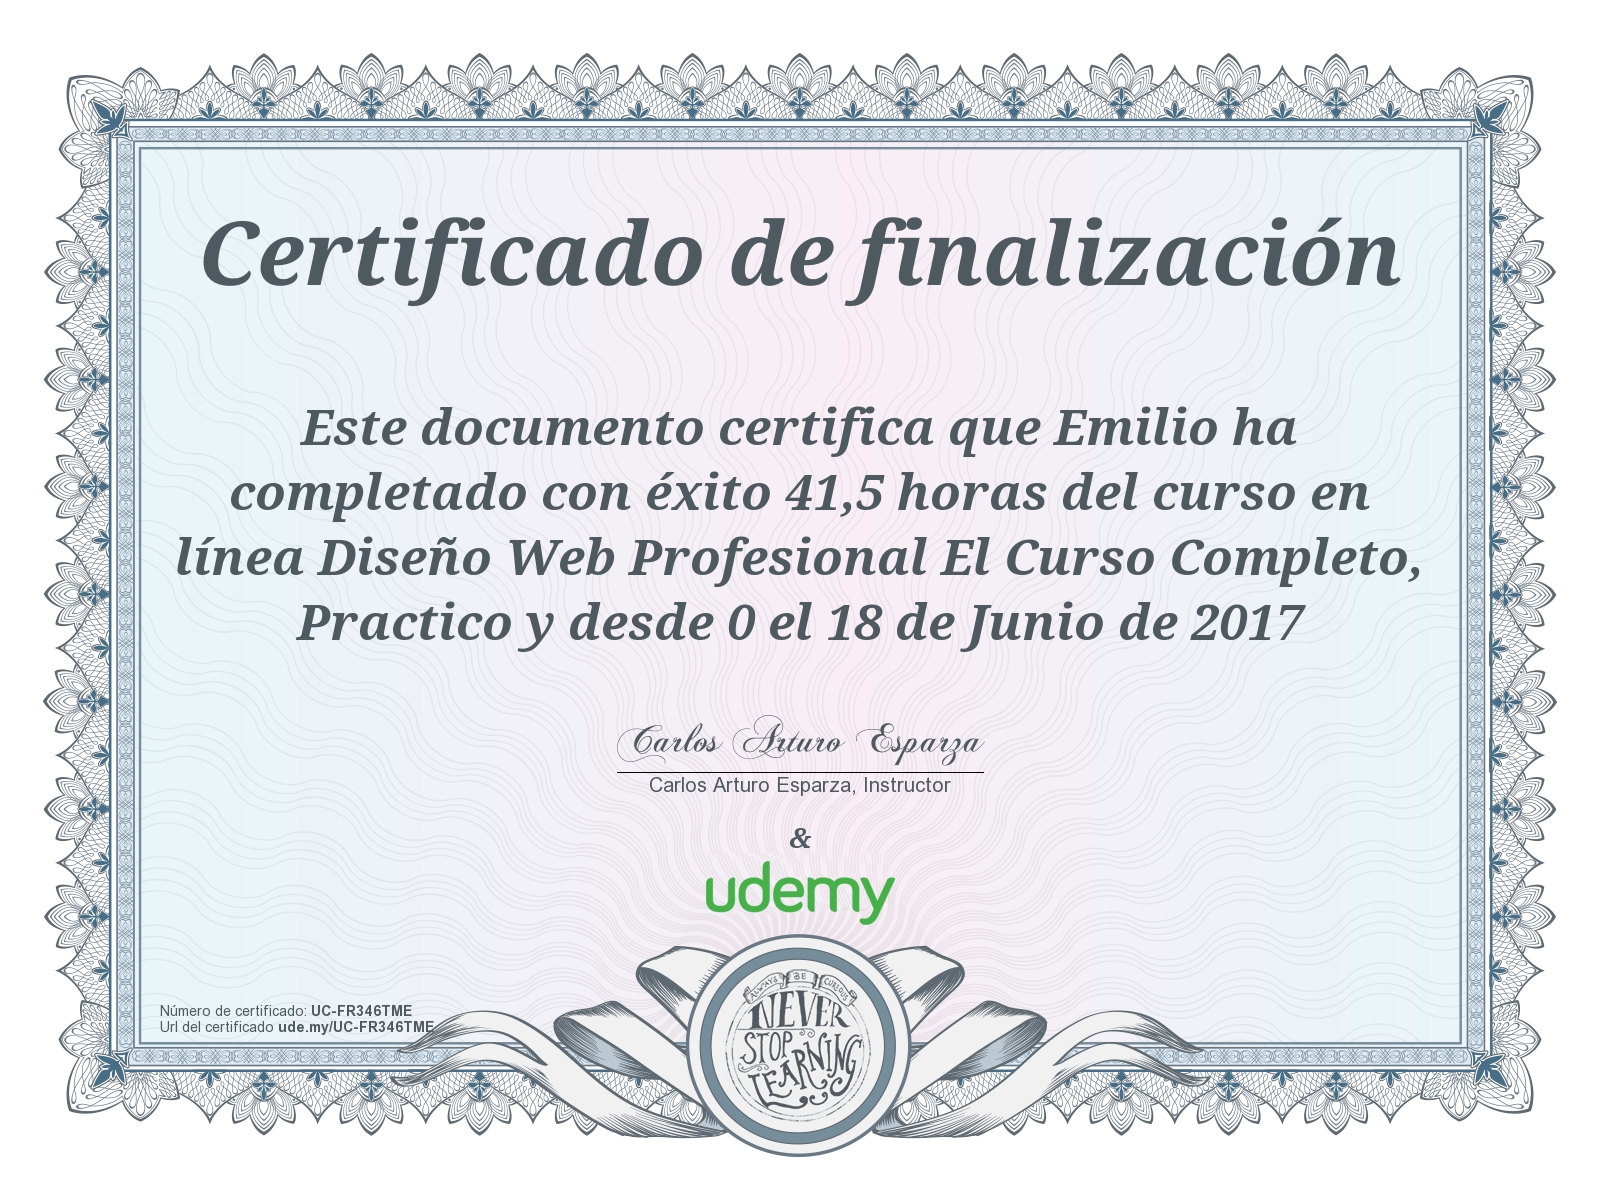 Certificado de finalización
Este documento certifica que Emilio ha
completado con éxito 41,5 horas del curso en
línea Diseño Web Profesional El Curso Completo,
Practico y desde 0 el 18 de Junio de 2017
Carlos Arturo Esparza
Carlos Arturo Esparza, Instructor
&
udemy
Número de certificado: UC-FR346TME
Url del certificado ude.my/UC-FR346TME
ALWAYS BE CURIOUS
NEVER
STOP
LEARNING